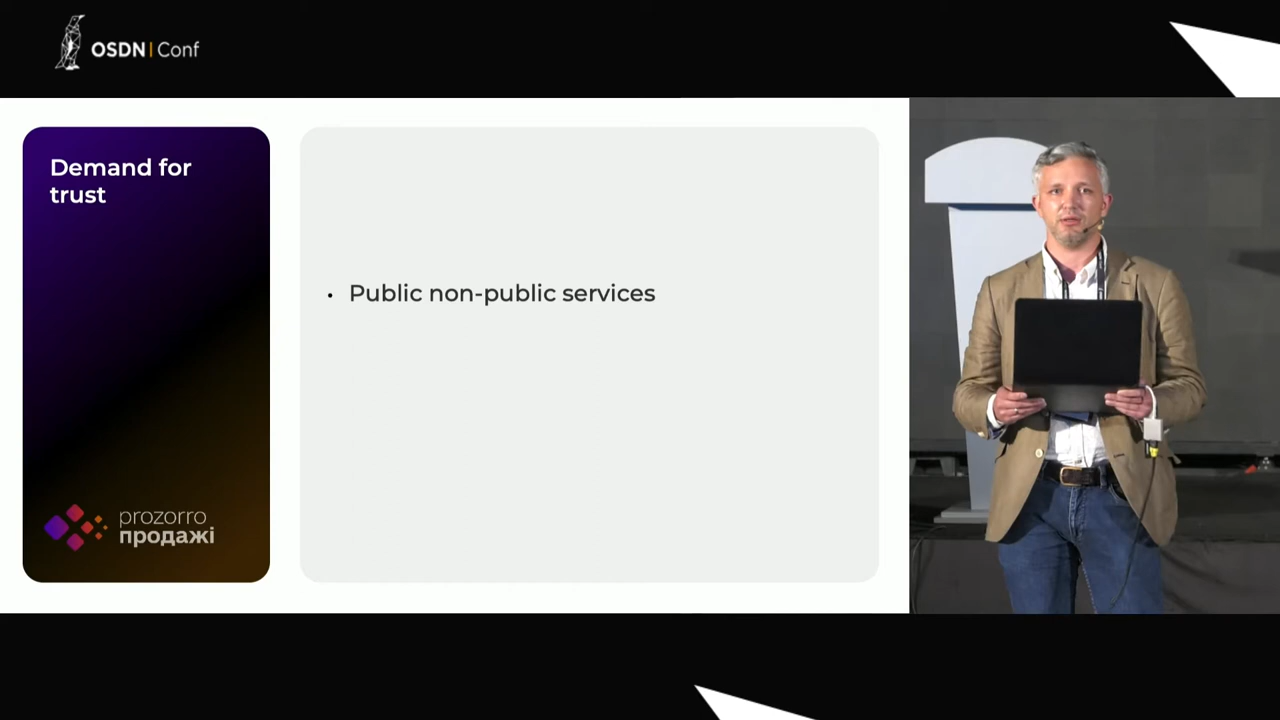 OSDN | Conf
Demand for
trust
• Public non-public services
prozorro
продажі